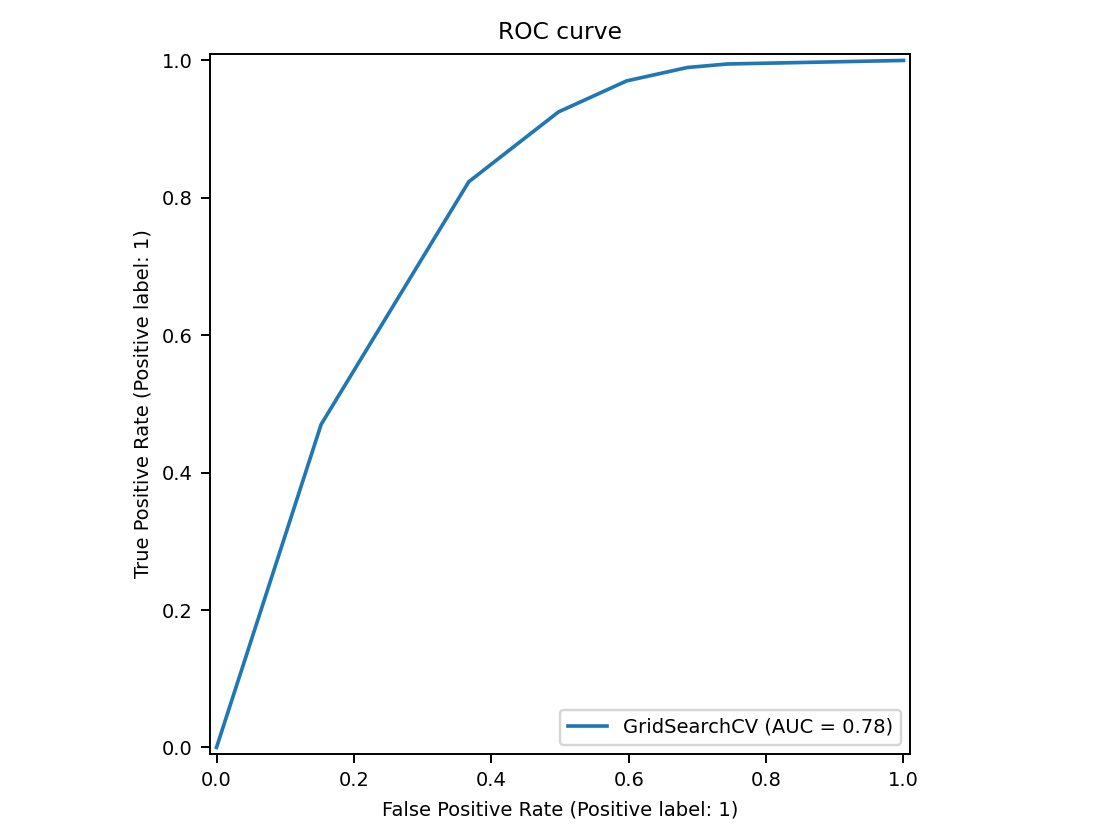 ROC curve
True Positive Rate (Positive label: 1)
1.0
0.8
0.6
0.4
0.2
0.0
GridSearchCV (AUC = 0.78)
0.0 0.2 0.4 0.6 0.8 1.0
False Positive Rate (Positive label: 1)